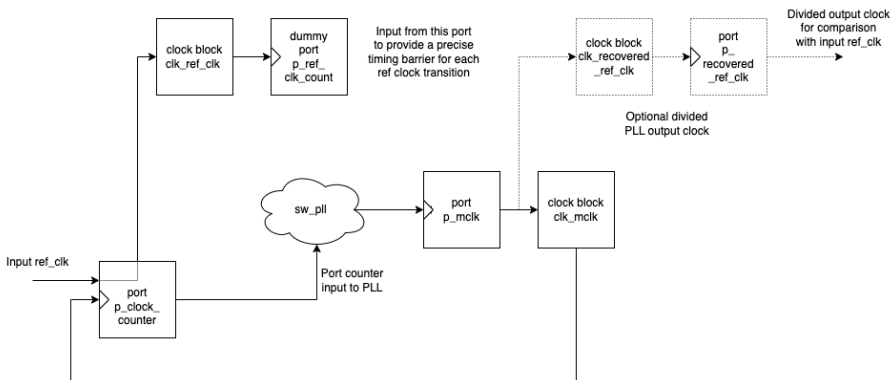 clock block
clk_ref_clk
dummy
port
p_ref_
clk_count
Input from this port
to provide a precise
timing barrier for each
ref clock transition
clock block
clk_recovered
_ref_clk
port
p_
recovered
_ref_clk
Divided output clock
for comparison
with input ref_clk
Optional divided
PLL output clock
sw_pll
port
p_mclk
clock block
clk_mclk
Input ref_clk
port
p_clock_
counter
Port counter
input to PLL